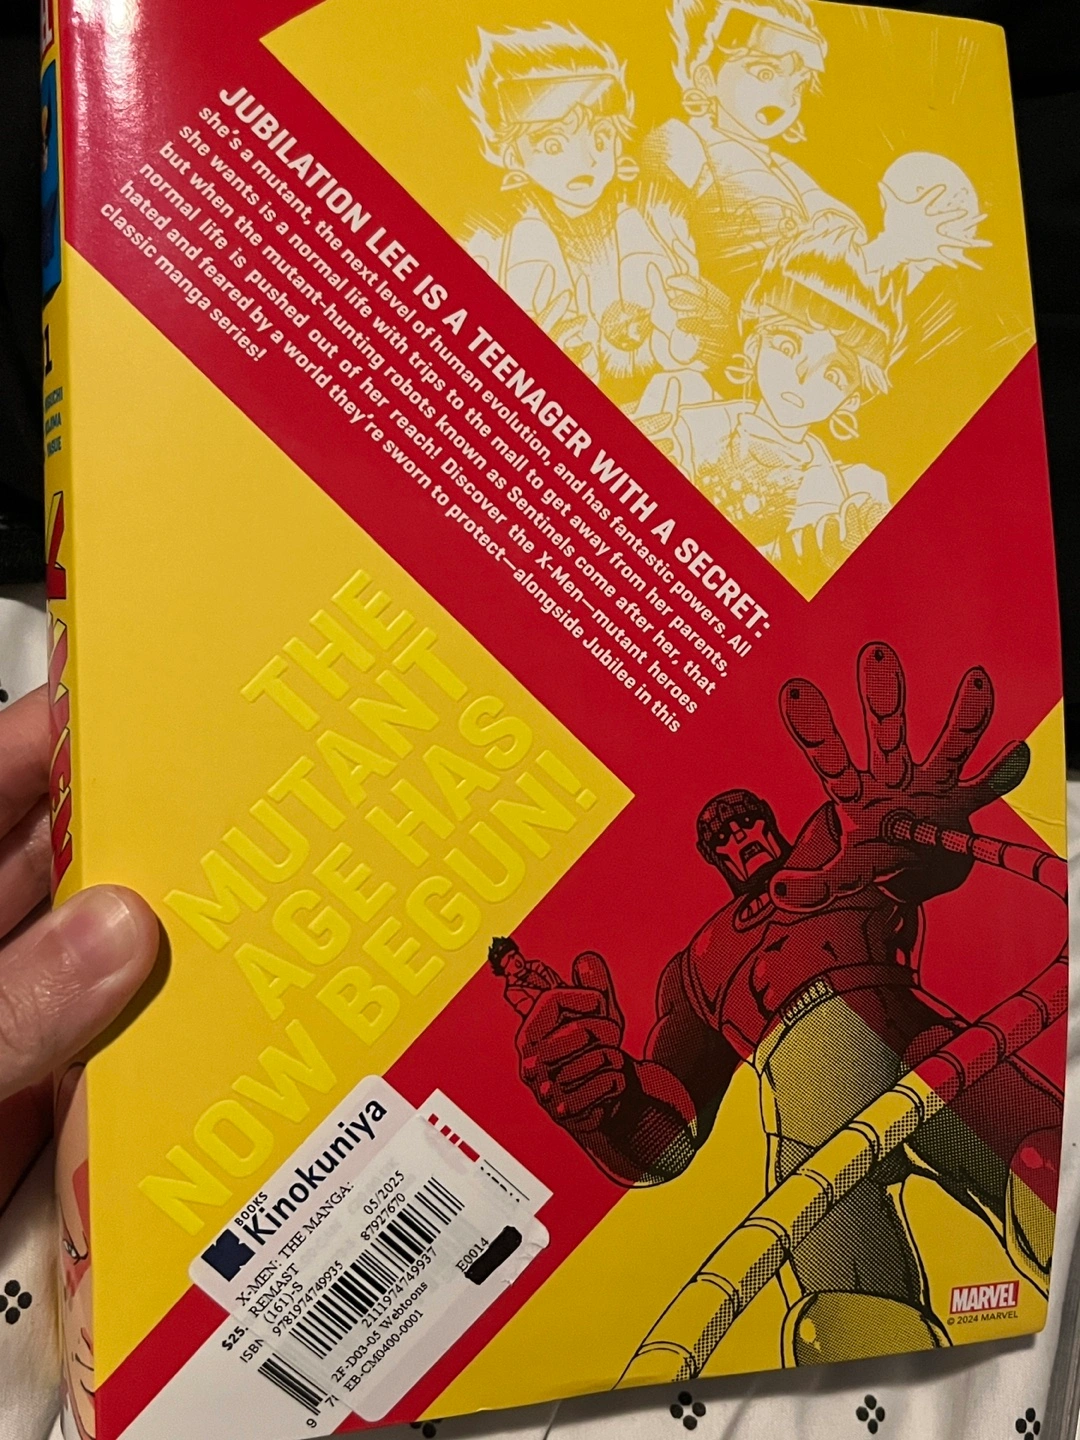 JUBILATION LEE IS A TEENAGER WITH A SECRET:
she's a mutant, the next level of human evolution, and has fantastic powers. All
she wants is a normal life with trips to the mall to get away from her parents,
but when the mutant-hunting robots known as Sentinels come after her, that
normal life is pushed out of her reach! Discover the X-Men—mutant heroes
hated and feared by a world they're sworn to protect—alongside Jubilee in this
classic manga series!
THE
MUTANT
AGE HAS
NOW BEGUN!
1
BOOKS
Kinokuniya
X-MEN: THE MANGA:
REMAST
(161)-S
05/2025
87927670
$25.
ISBN
9781974749935
2111974749937
2F-D03-05 Webtoons
EB-CM0400-0001
E0014
MARVEL
© 2024 MARVEL